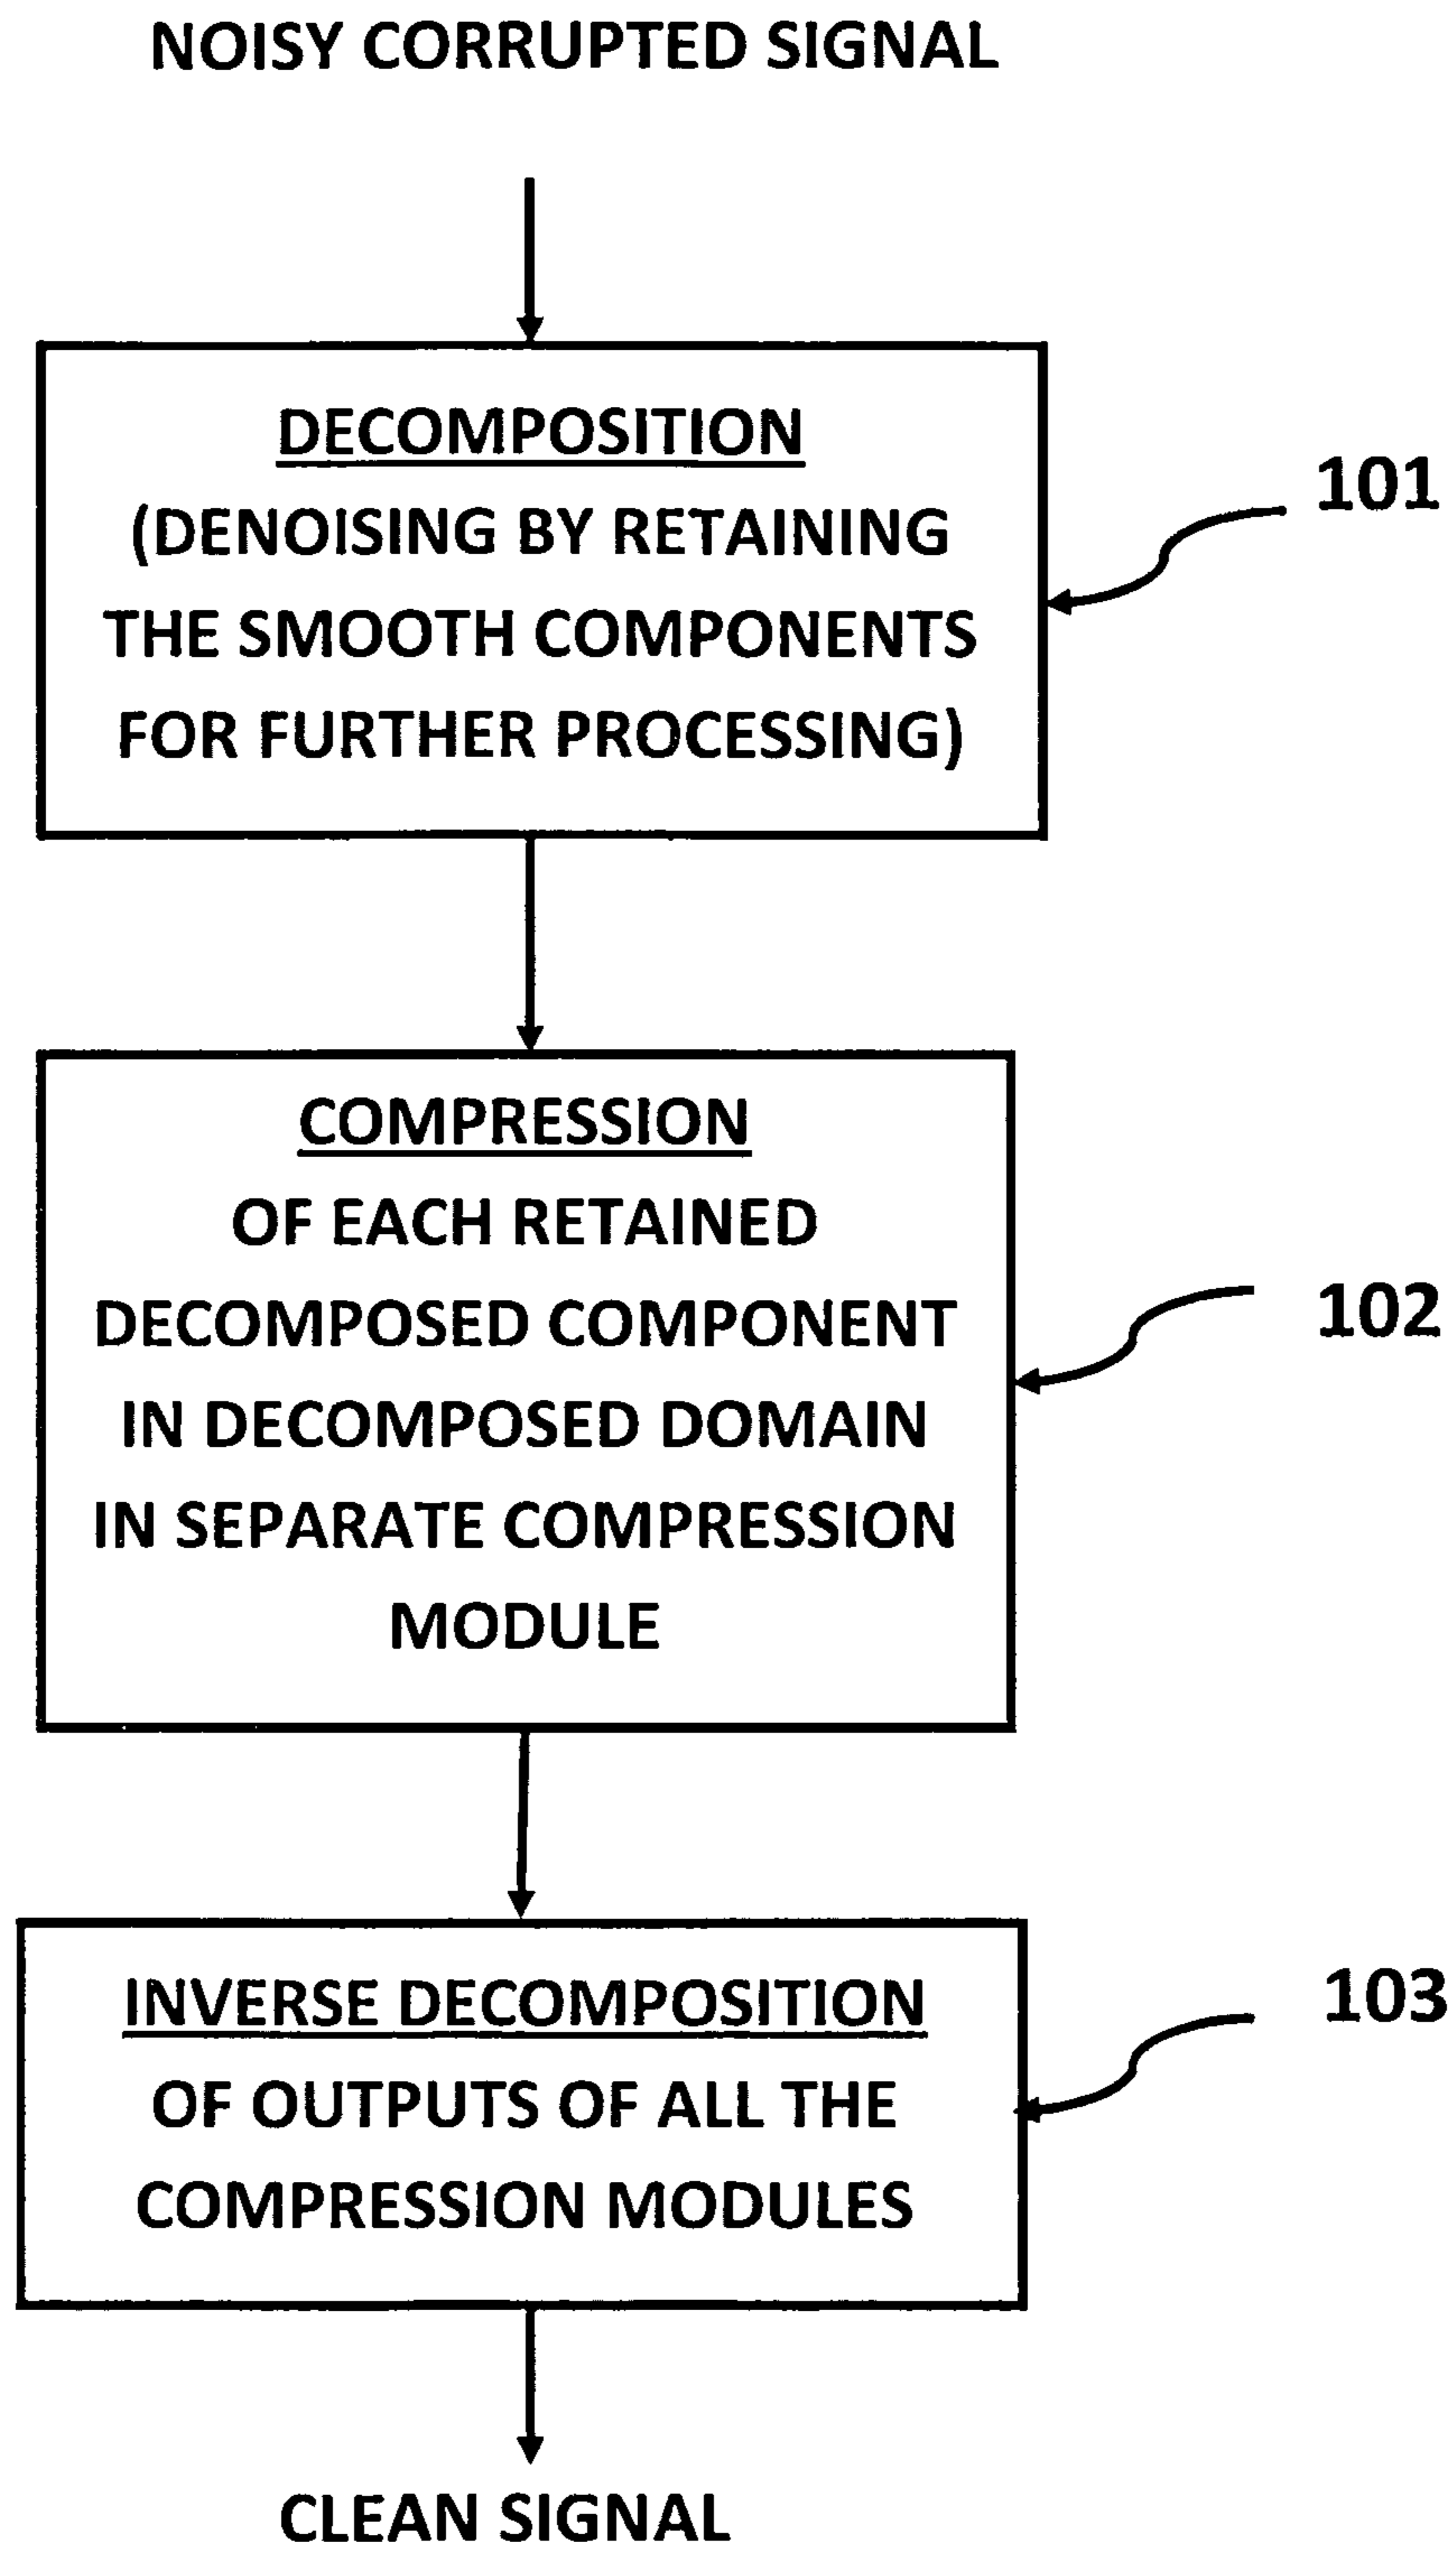 NOISY CORRUPTED SIGNAL
DECOMPOSITION
(DENOISING BY RETAINING
THE SMOOTH COMPONENTS
FOR FURTHER PROCESSING)
101
COMPRESSION
OF EACH RETAINED
DECOMPOSED COMPONENT
IN DECOMPOSED DOMAIN
IN SEPARATE COMPRESSION
MODULE
102
INVERSE DECOMPOSITION
OF OUTPUTS OF ALL THE
COMPRESSION MODULES
103
CLEAN SIGNAL